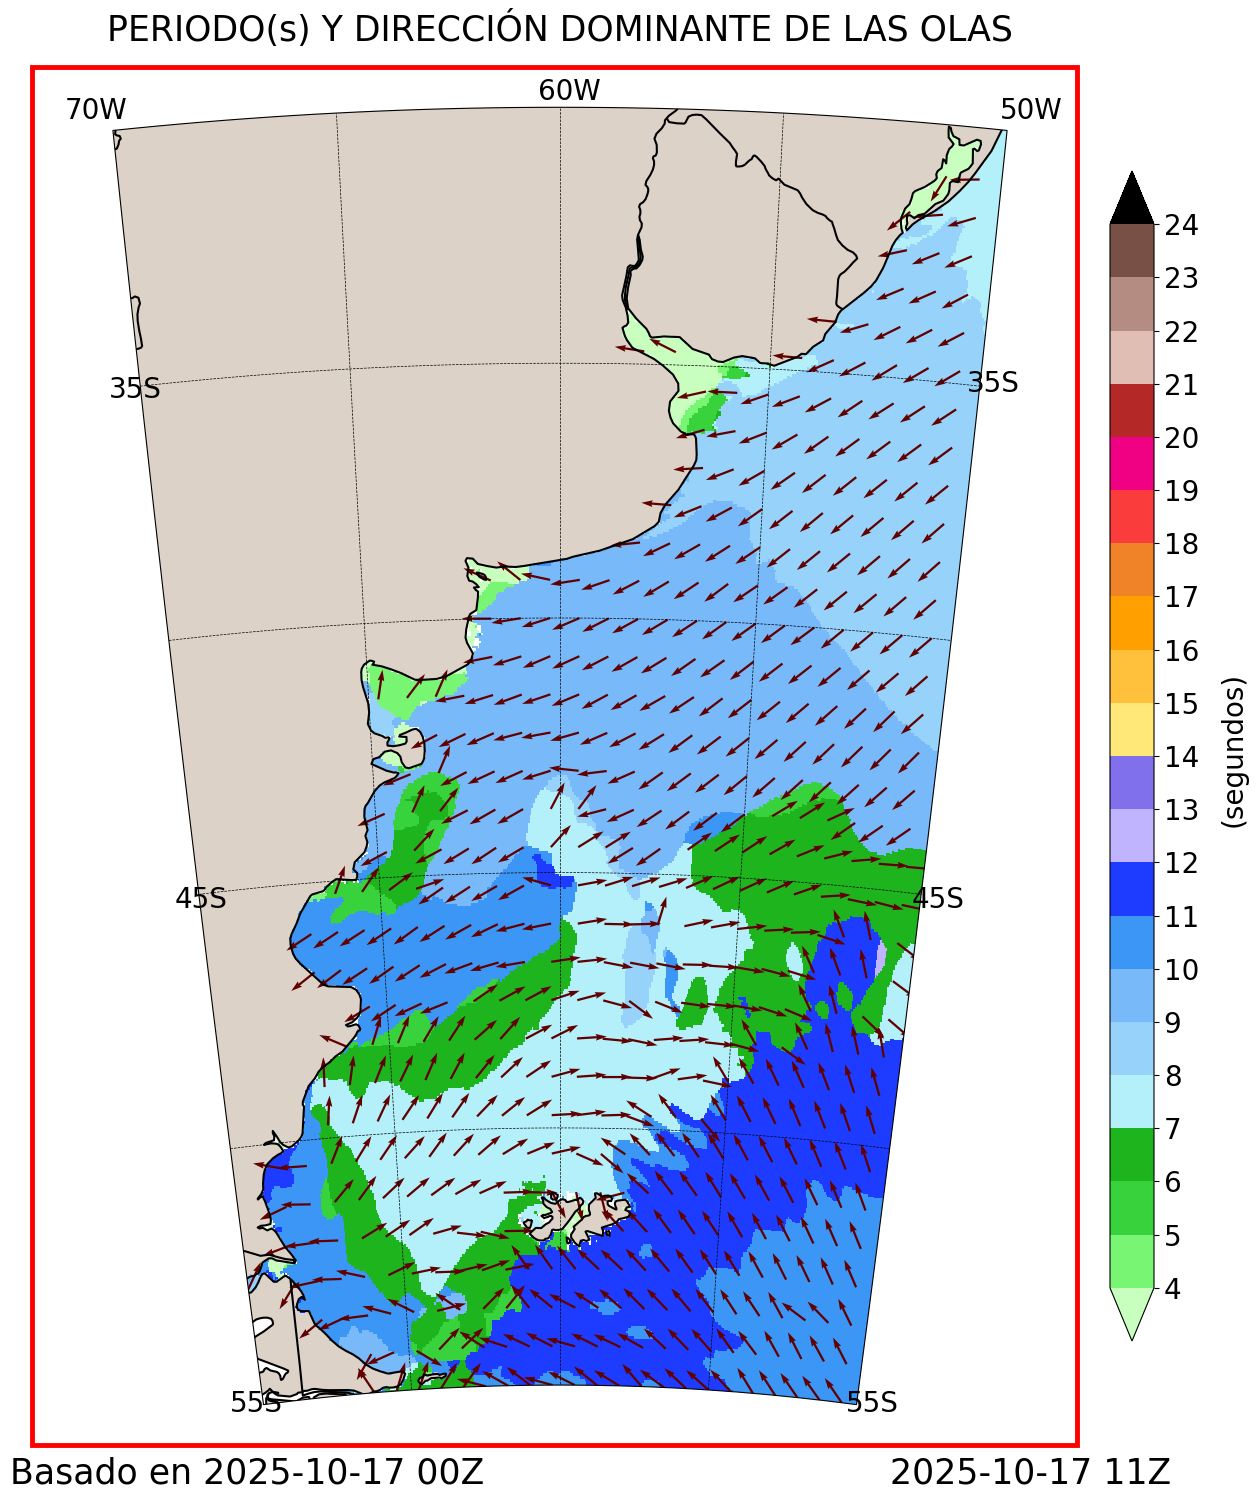 PERIODO(s) Y DIRECCIÓN DOMINANTE DE LAS OLAS
70W
60W
50W
35S
35S
45S
45S
55S
55S
24
23
22
21
20
19
18
17
16
15
14
13
12
11
10
9
8
7
6
5
4
(segundos)
Basado en 2025-10-17 00Z
2025-10-17 11Z